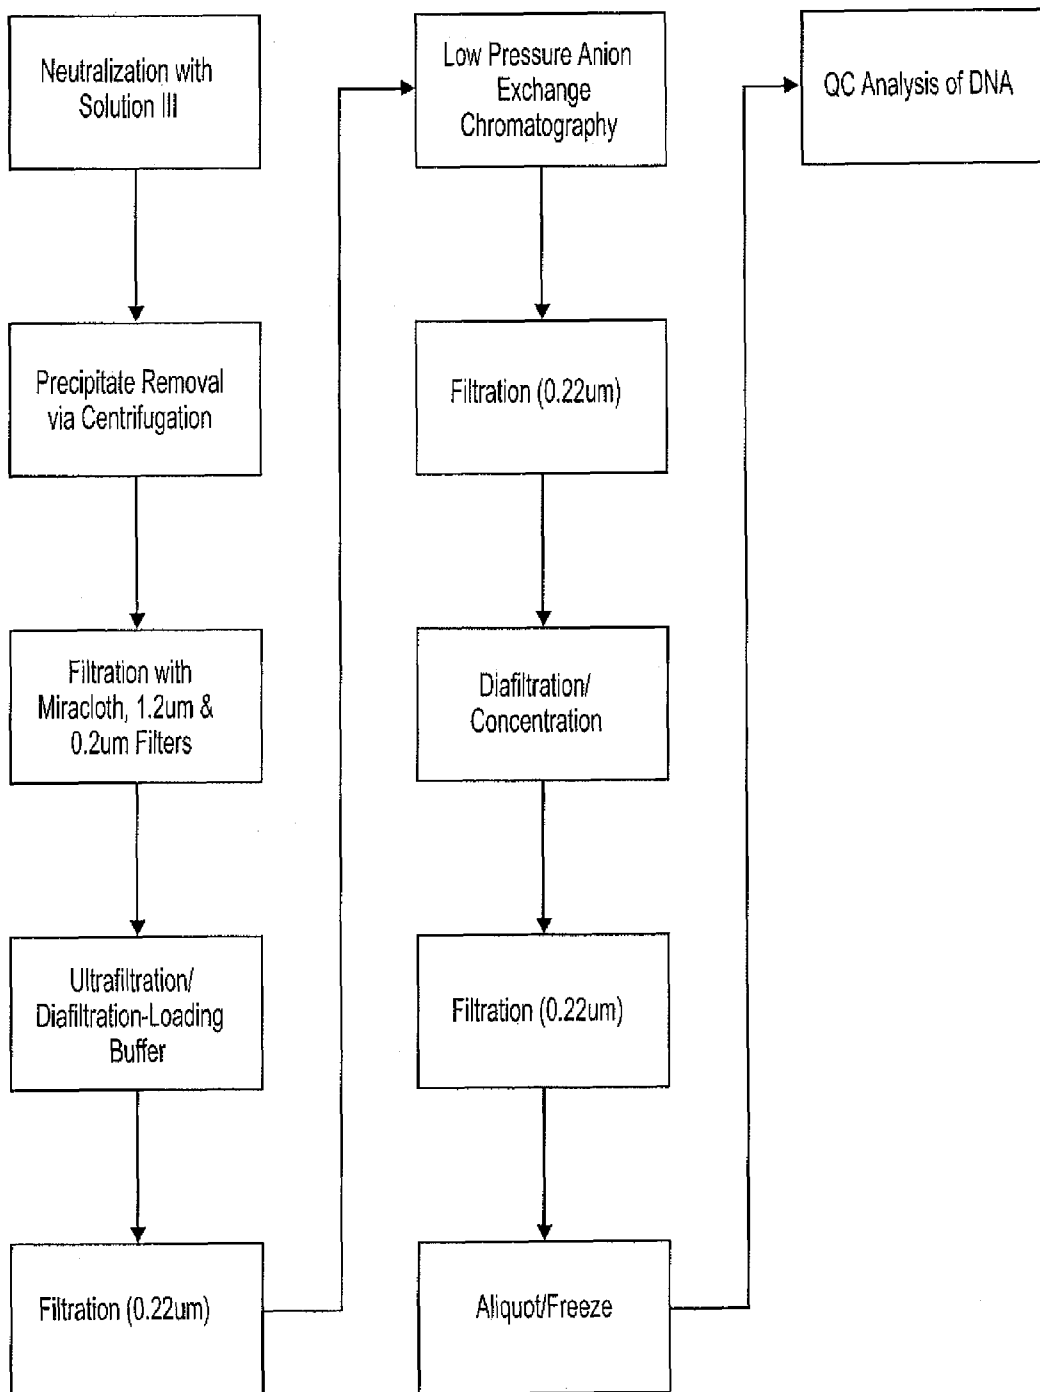 Neutralization with
Solution III
Precipitate Removal
via Centrifugation
Filtration with
Miracloth, 1.2um &
0.2um Filters
Ultrafiltration/
Diafiltration-Loading
Buffer
Filtration (0.22um)
Low Pressure Anion
Exchange
Chromatography
Filtration (0.22um)
Diafiltration/
Concentration
Filtration (0.22um)
Aliquot/Freeze
QC Analysis of DNA